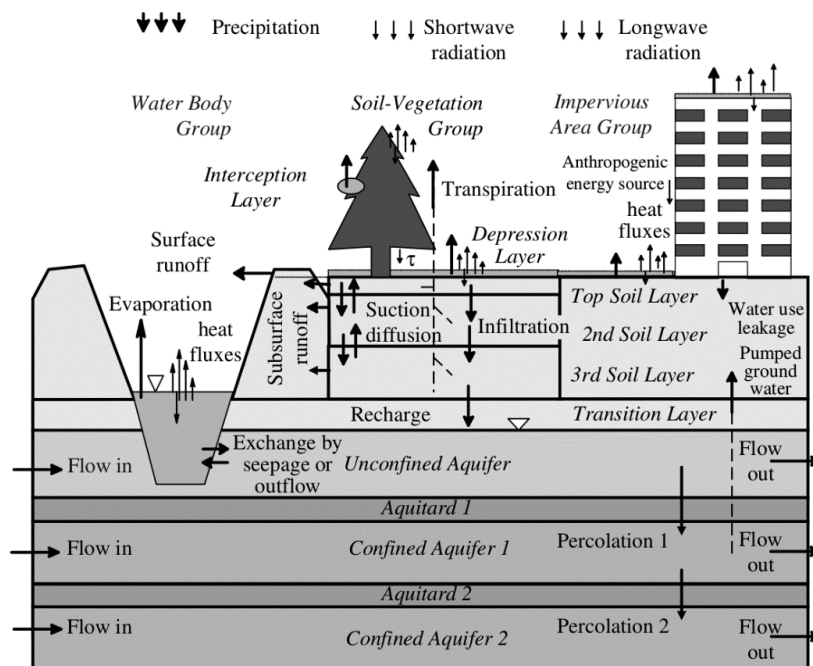 Precipitation
Shortwave
radiation
Longwave
radiation
Water Body
Group
Soil-Vegetation
Group
Impervious
Area Group
Interception
Layer
Transpiration
Anthropogenic
energy source
heat
fluxes
Depression
Layer
τ
Surface
runoff
Evaporation
heat
fluxes
Subsurface
runoff
Suction
diffusion
Infiltration
Top Soil Layer
2nd Soil Layer
3rd Soil Layer
Water use
leakage
Pumped
ground
water
Recharge
Transition Layer
Flow in
Exchange by
seepage or
outflow
Unconfined Aquifer
Flow
out
Aquitard 1
Flow in
Confined Aquifer 1
Percolation 1
Flow
out
Aquitard 2
Flow in
Confined Aquifer 2
Percolation 2
Flow
out